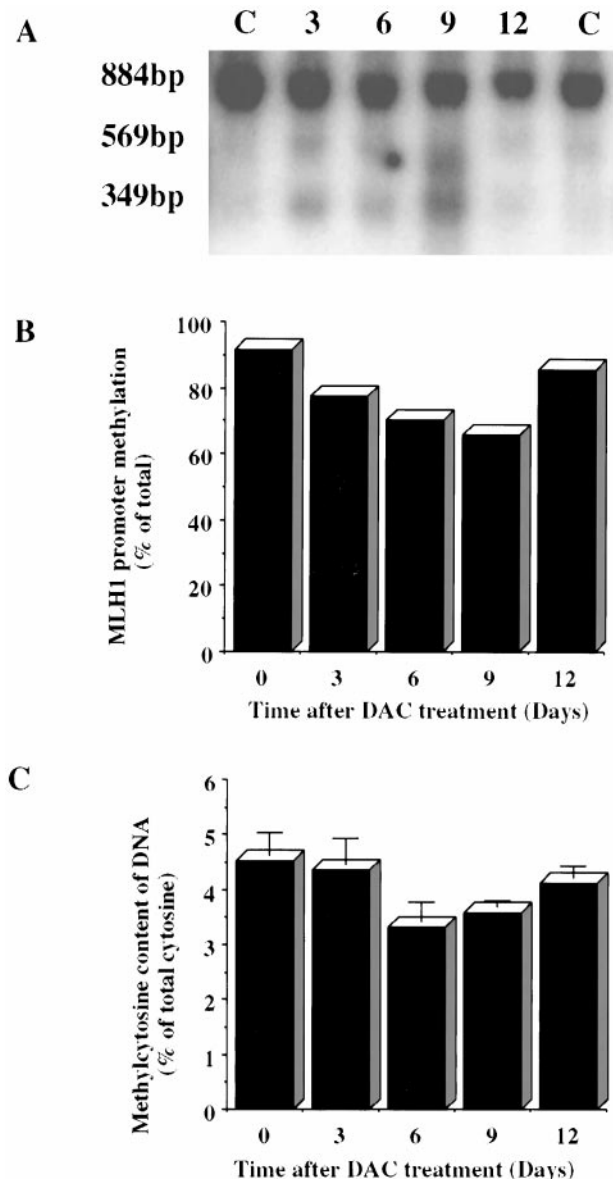 A
C 3 6 9 12 C
884bp
569bp
349bp
B
MLH1 promoter methylation
(% of total)
100
80
60
40
20
0
0 3 6 9 12
Time after DAC treatment (Days)
C
Methylcytosine content of DNA
(% of total cytosine)
6
5
4
3
2
1
0
0 3 6 9 12
Time after DAC treatment (Days)